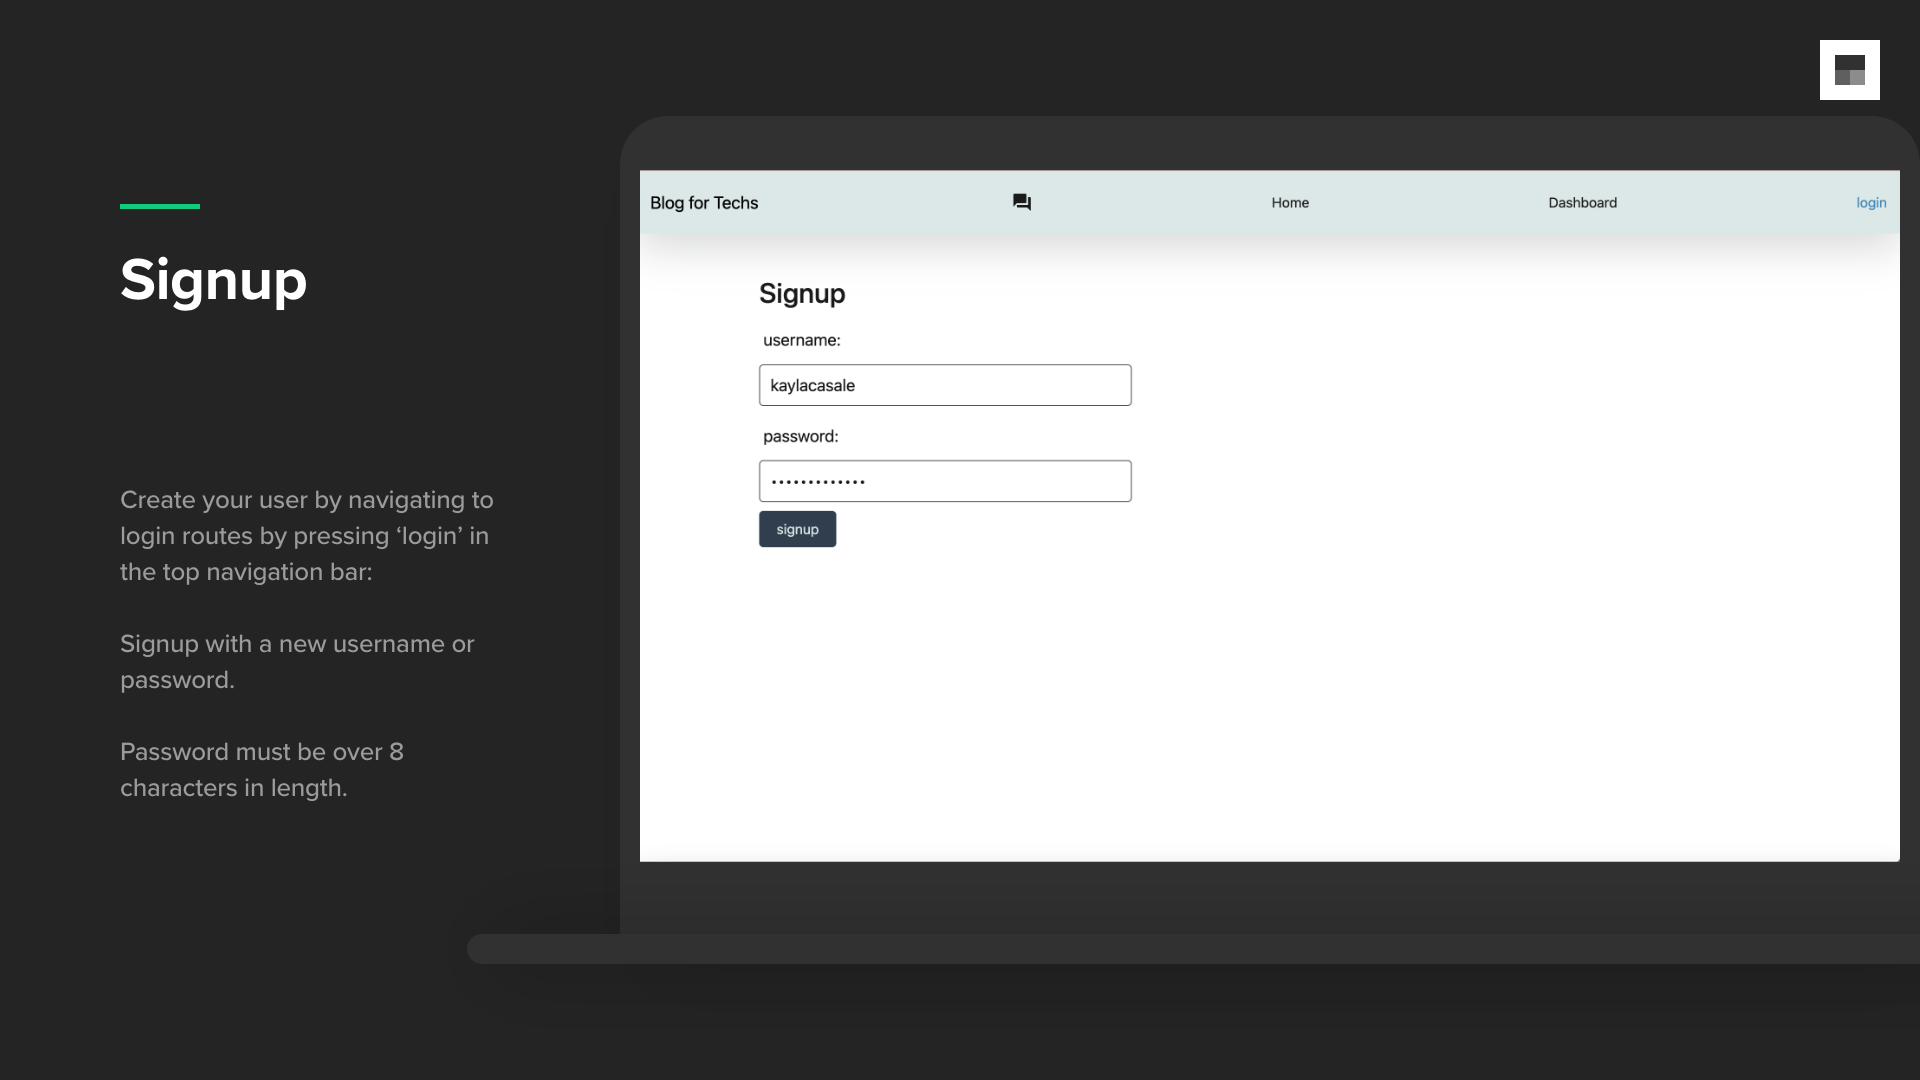 Signup
Create your user by navigating to
login routes by pressing ‘login’ in
the top navigation bar:
Signup with a new username or
password.
Password must be over 8
characters in length.
Blog for Techs
Home
Dashboard
login
Signup
username:
kaylacasale
password:
•••••••••••••
signup